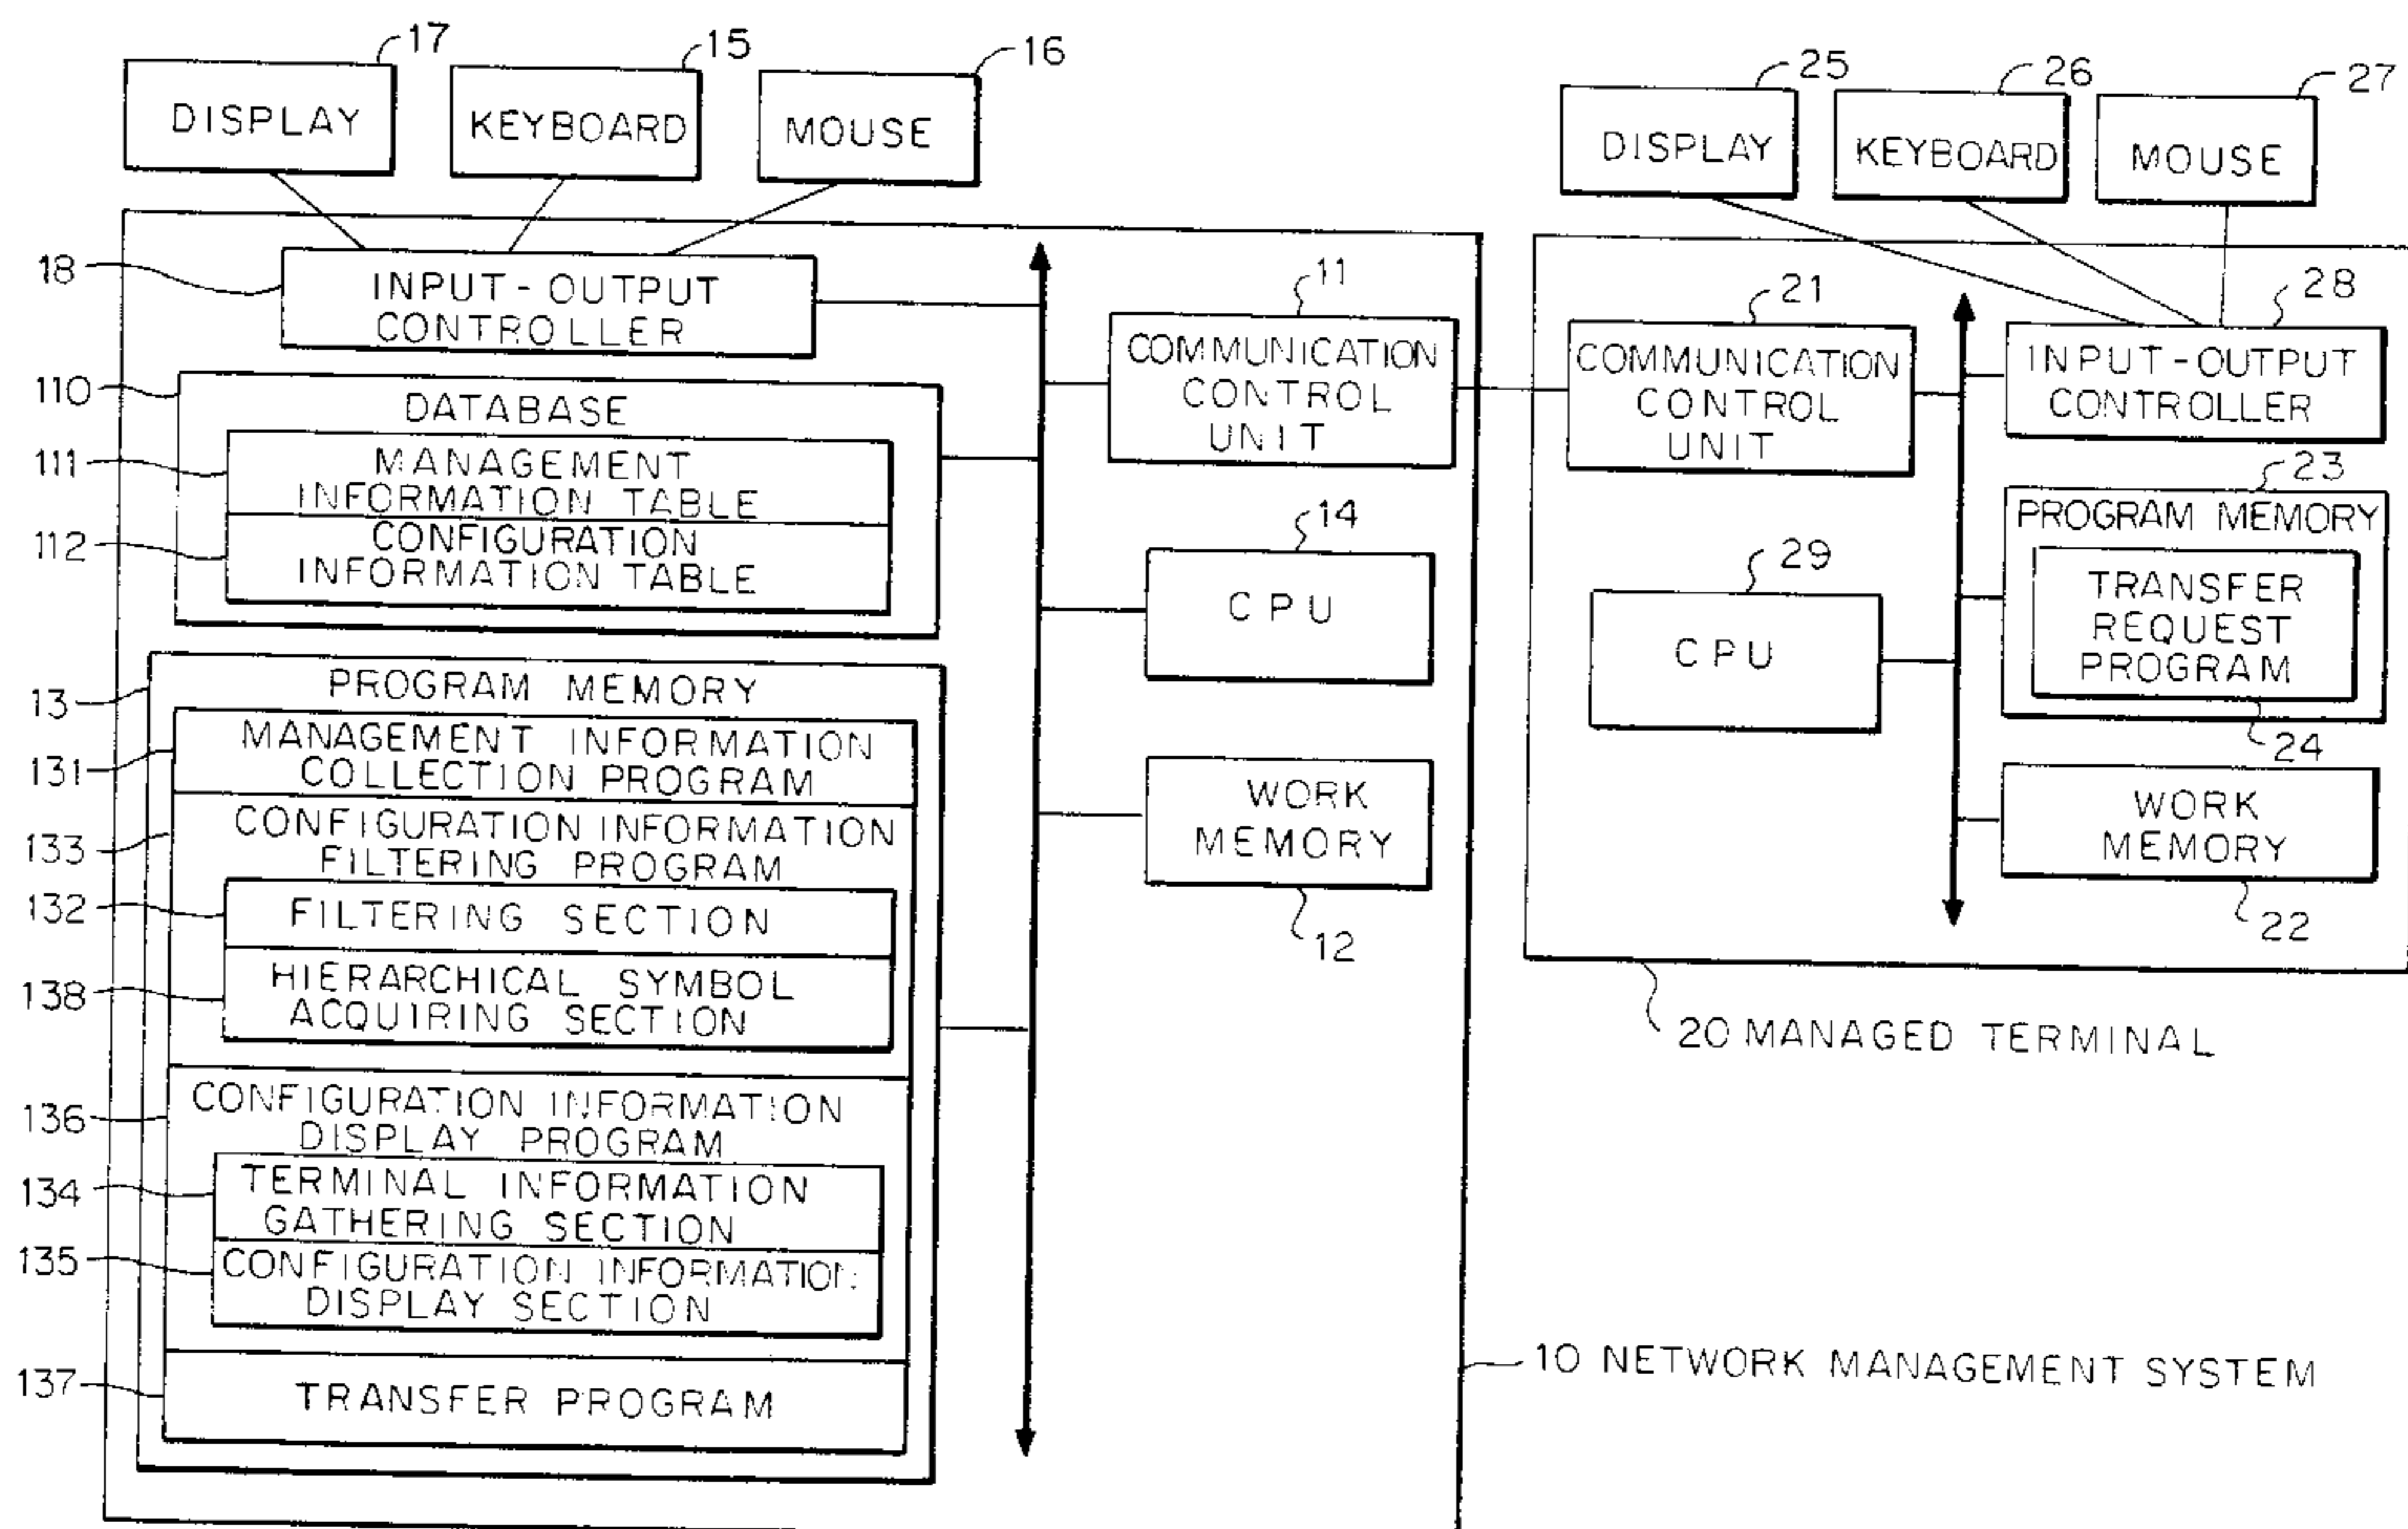 17
15
16
DISPLAY
KEYBOARD
MOUSE
25
26
27
DISPLAY
KEYBOARD
MOUSE
18
INPUT-OUTPUT
CONTROLLER
110
DATABASE
111
MANAGEMENT
INFORMATION TABLE
112
CONFIGURATION
INFORMATION TABLE
13
PROGRAM MEMORY
131
MANAGEMENT INFORMATION
COLLECTION PROGRAM
133
CONFIGURATION INFORMATION
FILTERING PROGRAM
132
FILTERING SECTION
138
HIERARCHICAL SYMBOL
ACQUIRING SECTION
136
CONFIGURATION INFORMATION
DISPLAY PROGRAM
134
TERMINAL INFORMATION
GATHERING SECTION
135
CONFIGURATION INFORMATION
DISPLAY SECTION
137
TRANSFER PROGRAM
11
COMMUNICATION
CONTROL
UNIT
14
CPU
WORK
MEMORY
12
10 NETWORK MANAGEMENT SYSTEM
21
COMMUNICATION
CONTROL
UNIT
29
CPU
28
INPUT-OUTPUT
CONTROLLER
23
PROGRAM MEMORY
TRANSFER
REQUEST
PROGRAM
24
WORK
MEMORY
22
20 MANAGED TERMINAL